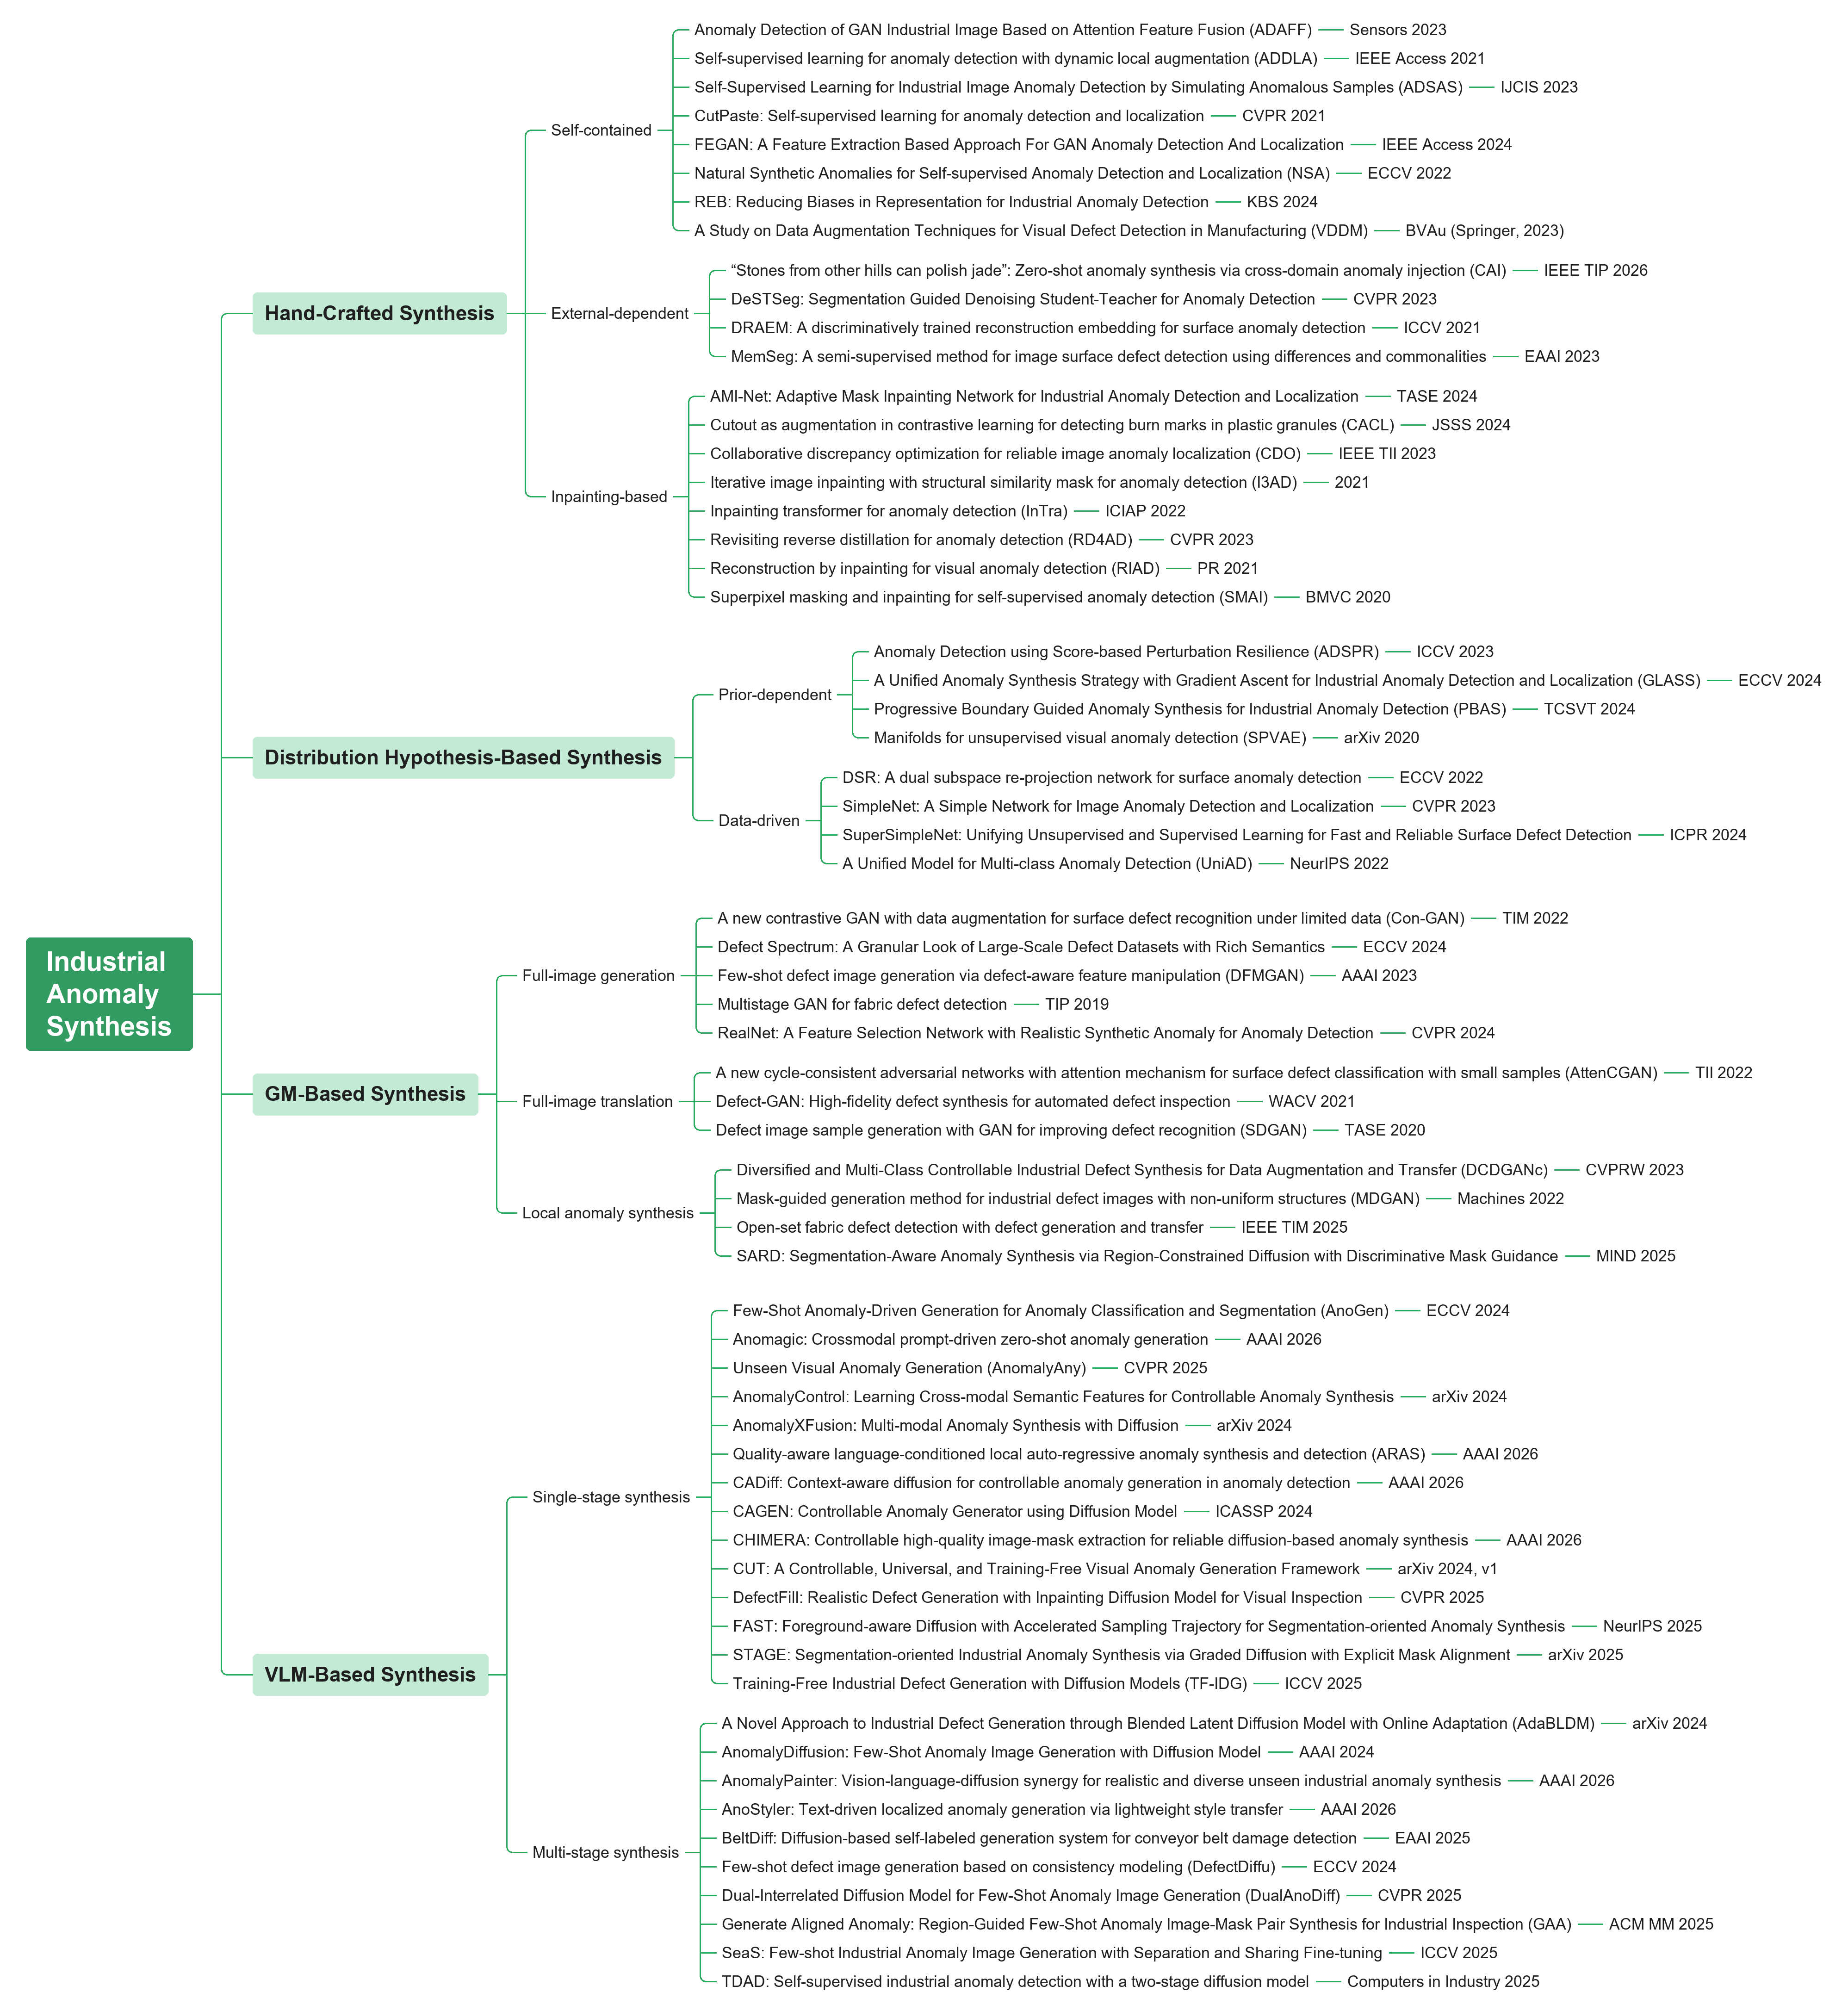 Industrial
Anomaly
Synthesis
Hand-Crafted Synthesis
Self-contained
Anomaly Detection of GAN Industrial Image Based on Attention Feature Fusion (ADAFF) Sensors 2023
Self-supervised learning for anomaly detection with dynamic local augmentation (ADDLA) IEEE Access 2021
Self-Supervised Learning for Industrial Image Anomaly Detection by Simulating Anomalous Samples (ADSAS) IJCIS 2023
CutPaste: Self-supervised learning for anomaly detection and localization CVPR 2021
FEGAN: A Feature Extraction Based Approach For GAN Anomaly Detection And Localization IEEE Access 2024
Natural Synthetic Anomalies for Self-supervised Anomaly Detection and Localization (NSA) ECCV 2022
REB: Reducing Biases in Representation for Industrial Anomaly Detection KBS 2024
A Study on Data Augmentation Techniques for Visual Defect Detection in Manufacturing (VDDM) BVAu (Springer, 2023)
External-dependent
“Stones from other hills can polish jade”: Zero-shot anomaly synthesis via cross-domain anomaly injection (CAI) IEEE TIP 2026
DeSTSeg: Segmentation Guided Denoising Student-Teacher for Anomaly Detection CVPR 2023
DRAEM: A discriminatively trained reconstruction embedding for surface anomaly detection ICCV 2021
MemSeg: A semi-supervised method for image surface defect detection using differences and commonalities EAAI 2023
Inpainting-based
AMI-Net: Adaptive Mask Inpainting Network for Industrial Anomaly Detection and Localization TASE 2024
Cutout as augmentation in contrastive learning for detecting burn marks in plastic granules (CACL) JSSS 2024
Collaborative discrepancy optimization for reliable image anomaly localization (CDO) IEEE TII 2023
Iterative image inpainting with structural similarity mask for anomaly detection (I3AD) 2021
Inpainting transformer for anomaly detection (InTra) ICIAP 2022
Revisiting reverse distillation for anomaly detection (RD4AD) CVPR 2023
Reconstruction by inpainting for visual anomaly detection (RIAD) PR 2021
Superpixel masking and inpainting for self-supervised anomaly detection (SMAI) BMVC 2020
Distribution Hypothesis-Based Synthesis
Prior-dependent
Anomaly Detection using Score-based Perturbation Resilience (ADSPR) ICCV 2023
A Unified Anomaly Synthesis Strategy with Gradient Ascent for Industrial Anomaly Detection and Localization (GLASS) ECCV 2024
Progressive Boundary Guided Anomaly Synthesis for Industrial Anomaly Detection (PBAS) TCSVT 2024
Manifolds for unsupervised visual anomaly detection (SPVAE) arXiv 2020
Data-driven
DSR: A dual subspace re-projection network for surface anomaly detection ECCV 2022
SimpleNet: A Simple Network for Image Anomaly Detection and Localization CVPR 2023
SuperSimpleNet: Unifying Unsupervised and Supervised Learning for Fast and Reliable Surface Defect Detection ICPR 2024
A Unified Model for Multi-class Anomaly Detection (UniAD) NeurIPS 2022
GM-Based Synthesis
Full-image generation
A new contrastive GAN with data augmentation for surface defect recognition under limited data (Con-GAN) TIM 2022
Defect Spectrum: A Granular Look of Large-Scale Defect Datasets with Rich Semantics ECCV 2024
Few-shot defect image generation via defect-aware feature manipulation (DFMGAN) AAAI 2023
Multistage GAN for fabric defect detection TIP 2019
RealNet: A Feature Selection Network with Realistic Synthetic Anomaly for Anomaly Detection CVPR 2024
Full-image translation
A new cycle-consistent adversarial networks with attention mechanism for surface defect classification with small samples (AttenCGAN) TII 2022
Defect-GAN: High-fidelity defect synthesis for automated defect inspection WACV 2021
Defect image sample generation with GAN for improving defect recognition (SDGAN) TASE 2020
Local anomaly synthesis
Diversified and Multi-Class Controllable Industrial Defect Synthesis for Data Augmentation and Transfer (DCDGANc) CVPRW 2023
Mask-guided generation method for industrial defect images with non-uniform structures (MDGAN) Machines 2022
Open-set fabric defect detection with defect generation and transfer IEEE TIM 2025
SARD: Segmentation-Aware Anomaly Synthesis via Region-Constrained Diffusion with Discriminative Mask Guidance MIND 2025
VLM-Based Synthesis
Single-stage synthesis
Few-Shot Anomaly-Driven Generation for Anomaly Classification and Segmentation (AnoGen) ECCV 2024
Anomagic: Crossmodal prompt-driven zero-shot anomaly generation AAAI 2026
Unseen Visual Anomaly Generation (AnomalyAny) CVPR 2025
AnomalyControl: Learning Cross-modal Semantic Features for Controllable Anomaly Synthesis arXiv 2024
AnomalyXFusion: Multi-modal Anomaly Synthesis with Diffusion arXiv 2024
Quality-aware language-conditioned local auto-regressive anomaly synthesis and detection (ARAS) AAAI 2026
CADiff: Context-aware diffusion for controllable anomaly generation in anomaly detection AAAI 2026
CAGEN: Controllable Anomaly Generator using Diffusion Model ICASSP 2024
CHIMERA: Controllable high-quality image-mask extraction for reliable diffusion-based anomaly synthesis AAAI 2026
CUT: A Controllable, Universal, and Training-Free Visual Anomaly Generation Framework arXiv 2024, v1
DefectFill: Realistic Defect Generation with Inpainting Diffusion Model for Visual Inspection CVPR 2025
FAST: Foreground-aware Diffusion with Accelerated Sampling Trajectory for Segmentation-oriented Anomaly Synthesis NeurIPS 2025
STAGE: Segmentation-oriented Industrial Anomaly Synthesis via Graded Diffusion with Explicit Mask Alignment arXiv 2025
Training-Free Industrial Defect Generation with Diffusion Models (TF-IDG) ICCV 2025
Multi-stage synthesis
A Novel Approach to Industrial Defect Generation through Blended Latent Diffusion Model with Online Adaptation (AdaBLDM) arXiv 2024
AnomalyDiffusion: Few-Shot Anomaly Image Generation with Diffusion Model AAAI 2024
AnomalyPainter: Vision-language-diffusion synergy for realistic and diverse unseen industrial anomaly synthesis AAAI 2026
AnoStyler: Text-driven localized anomaly generation via lightweight style transfer AAAI 2026
BeltDiff: Diffusion-based self-labeled generation system for conveyor belt damage detection EAAI 2025
Few-shot defect image generation based on consistency modeling (DefectDiffu) ECCV 2024
Dual-Interrelated Diffusion Model for Few-Shot Anomaly Image Generation (DualAnoDiff) CVPR 2025
Generate Aligned Anomaly: Region-Guided Few-Shot Anomaly Image-Mask Pair Synthesis for Industrial Inspection (GAA) ACM MM 2025
SeaS: Few-shot Industrial Anomaly Image Generation with Separation and Sharing Fine-tuning ICCV 2025
TDAD: Self-supervised industrial anomaly detection with a two-stage diffusion model Computers in Industry 2025